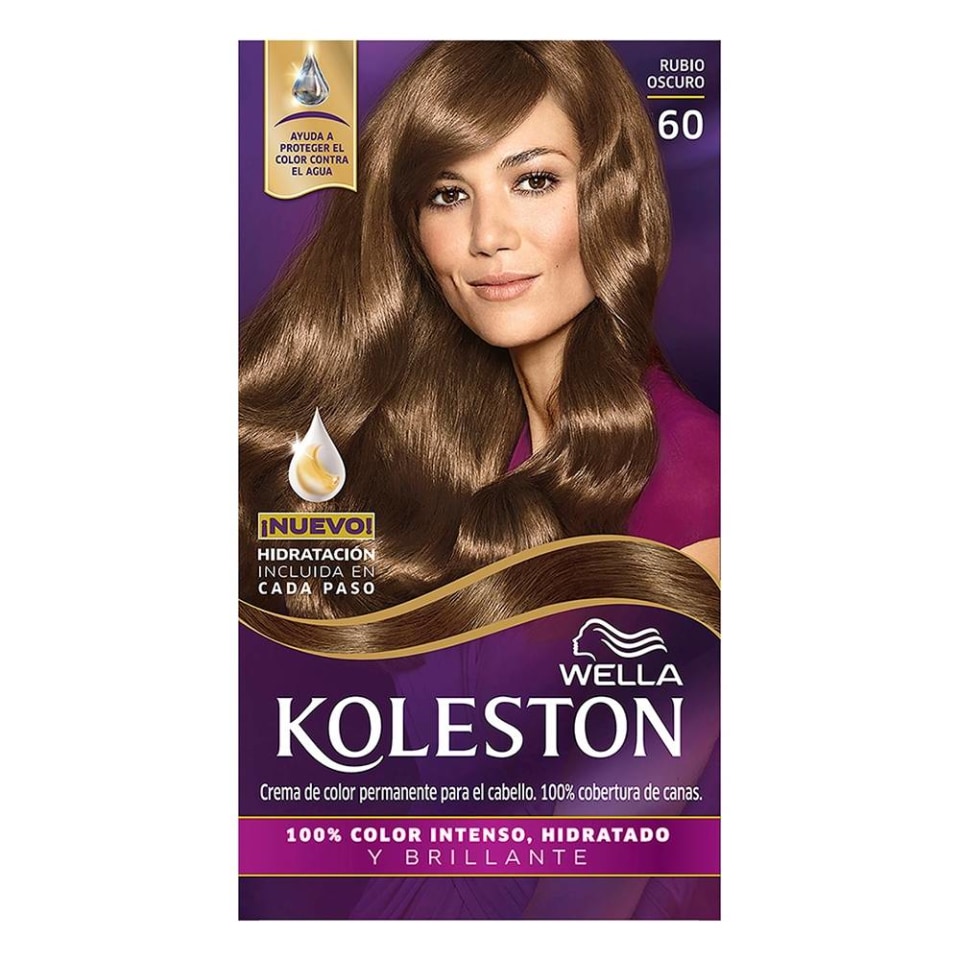 AYUDA A
PROTEGER EL
COLOR CONTRA
EL AGUA
RUBIO
OSCURO
60
¡NUEVO!
HIDRATACIÓN
INCLUIDA EN
CADA PASO
WELLA
KOLESTON
Crema de color permanente para el cabello. 100% cobertura de canas.
100% COLOR INTENSO, HIDRATADO
Y BRILLANTE